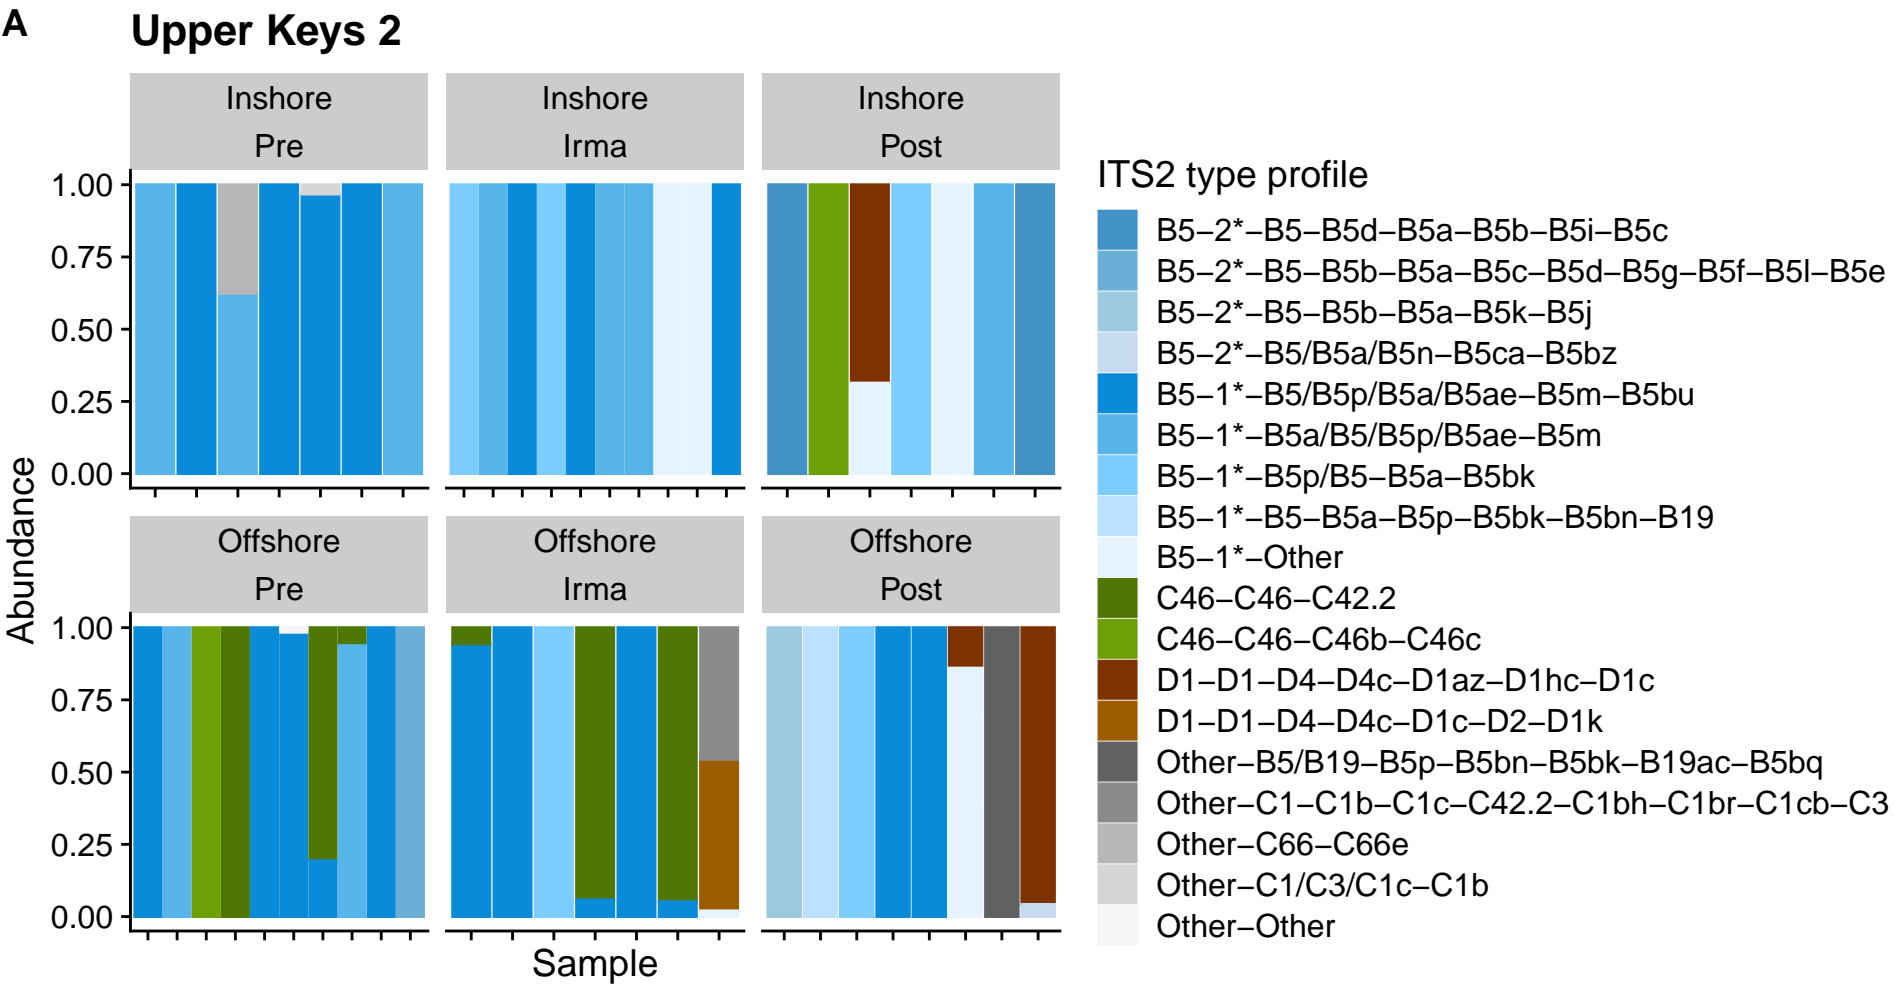 A
Upper Keys 2
Inshore
Pre
Inshore
Irma
Inshore
Post
1.00
0.75
0.50
0.25
0.00
Offshore
Pre
Offshore
Irma
Offshore
Post
1.00
0.75
0.50
0.25
0.00
Abundance
Sample
ITS2 type profile
B5−2*−B5−B5d−B5a−B5b−B5i−B5c
B5−2*−B5−B5b−B5a−B5c−B5d−B5g−B5f−B5l−B5e
B5−2*−B5−B5b−B5a−B5k−B5j
B5−2*−B5/B5a/B5n−B5ca−B5bz
B5−1*−B5/B5p/B5a/B5ae−B5m−B5bu
B5−1*−B5a/B5/B5p/B5ae−B5m
B5−1*−B5p/B5−B5a−B5bk
B5−1*−B5−B5a−B5p−B5bk−B5bn−B19
B5−1*−Other
C46−C46−C42.2
C46−C46−C46b−C46c
D1−D1−D4−D4c−D1az−D1hc−D1c
D1−D1−D4−D4c−D1c−D2−D1k
Other−B5/B19−B5p−B5bn−B5bk−B19ac−B5bq
Other−C1−C1b−C1c−C42.2−C1bh−C1br−C1cb−C3
Other−C66−C66e
Other−C1/C3/C1c−C1b
Other−Other